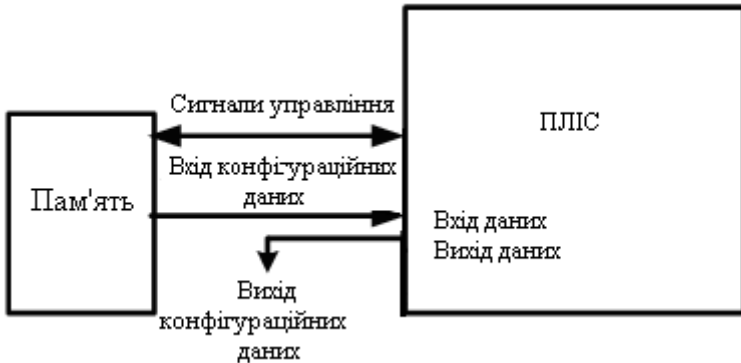 Сигнали управління
ПЛІС
Вхід конфігураційних
даних
Пам'ять
Вхід даних
Вихід даних
Вихід
конфігураційних
даних